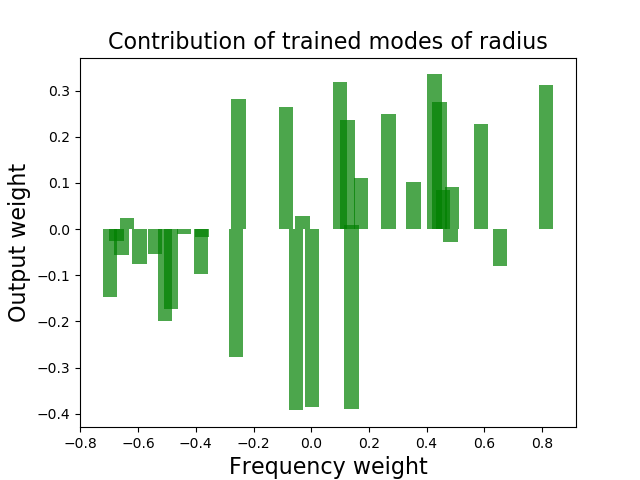 Contribution of trained modes of radius
Output weight
0.3
0.2
0.1
0.0
−0.1
−0.2
−0.3
−0.4
−0.8 −0.6 −0.4 −0.2 0.0 0.2 0.4 0.6 0.8
Frequency weight